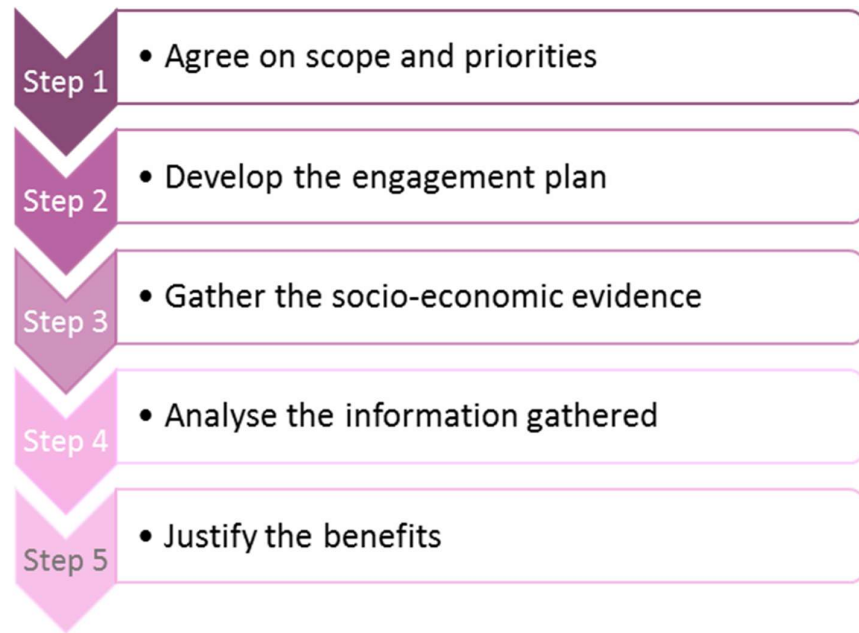 Step 1
• Agree on scope and priorities
Step 2
• Develop the engagement plan
Step 3
• Gather the socio-economic evidence
Step 4
• Analyse the information gathered
Step 5
• Justify the benefits